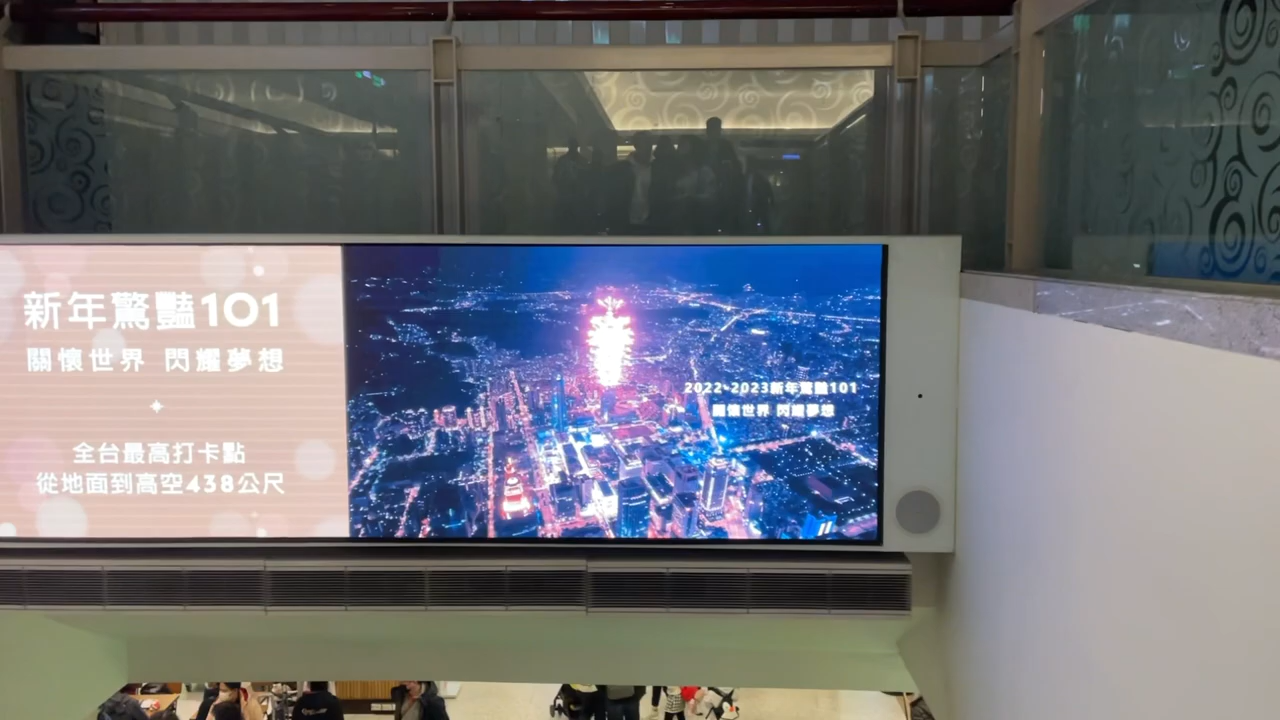 新年驚豔101
關懷世界 閃耀夢想
全台最高打卡點
從地面到高空438公尺
2022-2023新年驚豔101
關懷世界 閃耀夢想